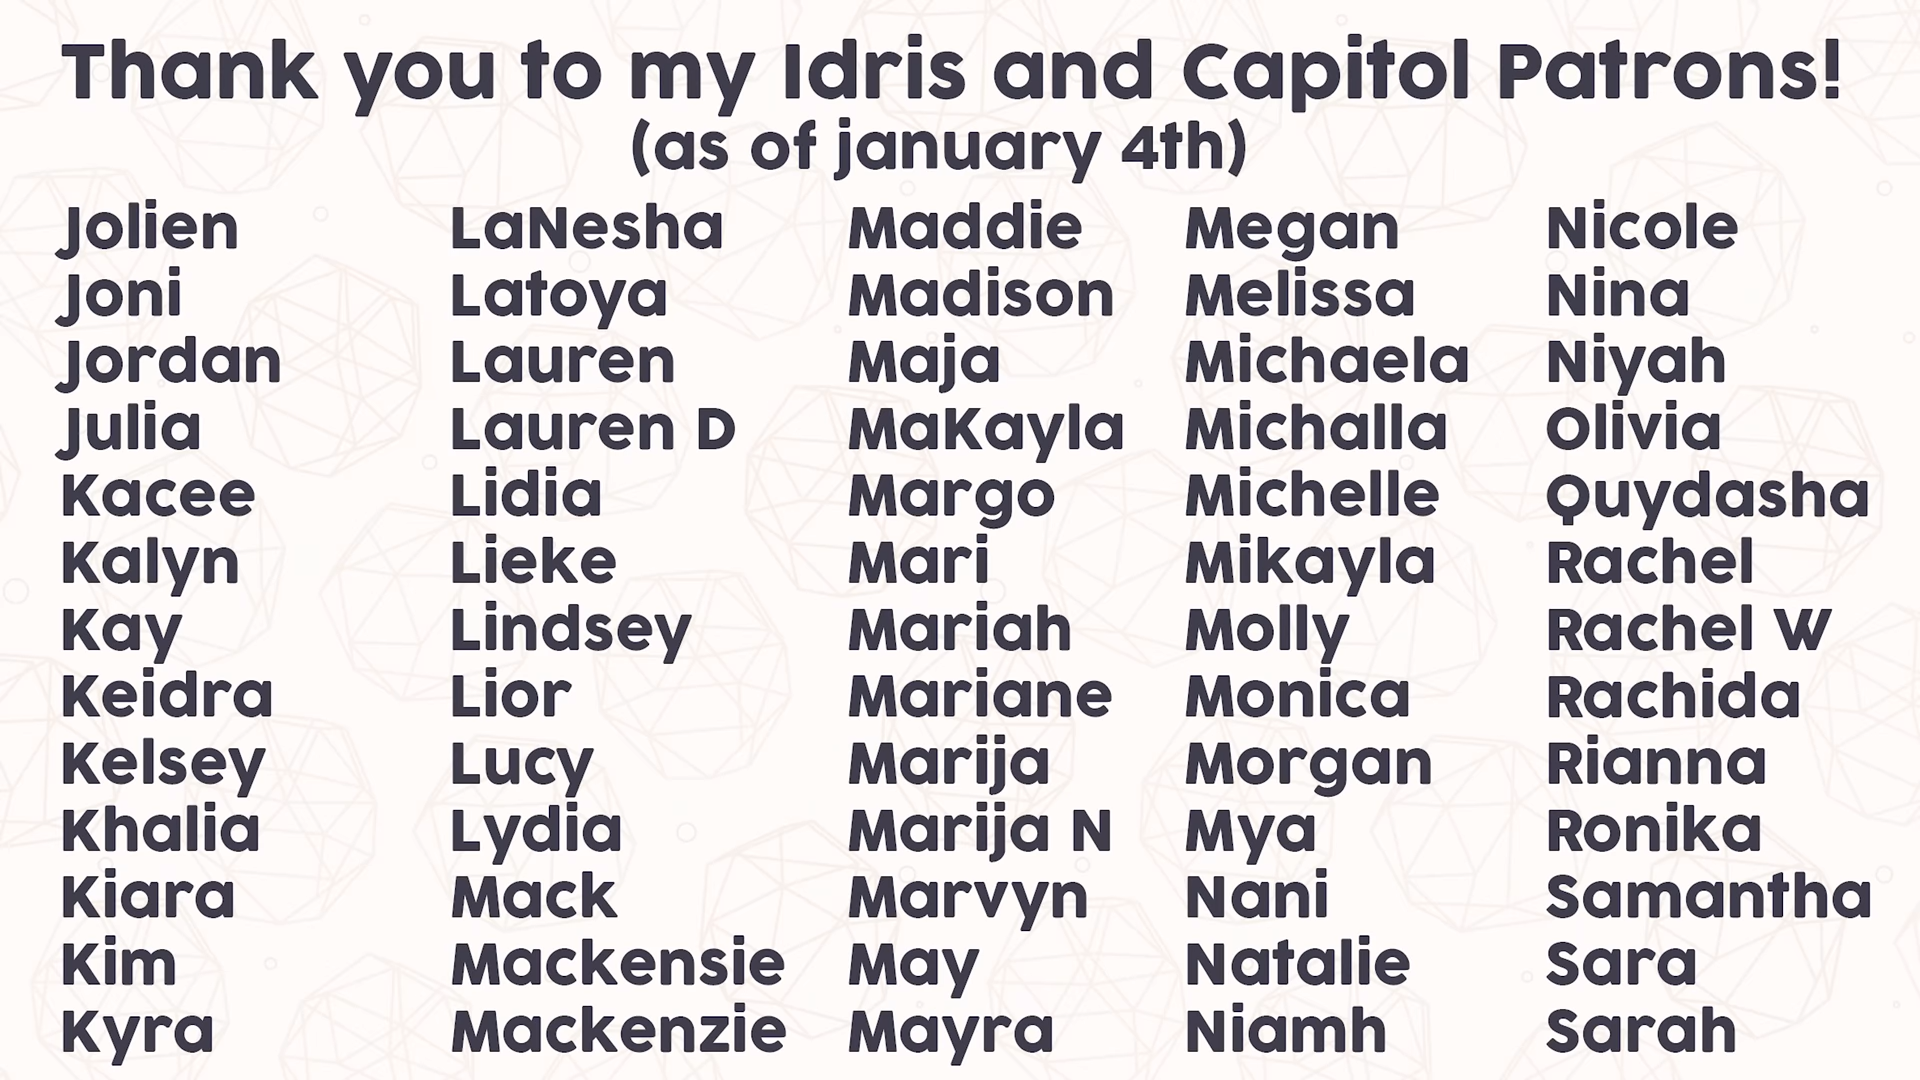 Thank you to my Idris and Capitol Patrons!
(as of january 4th)
Jolien
Joni
Jordan
Julia
Kacee
Kalyn
Kay
Keidra
Kelsey
Khalia
Kiara
Kim
Kyra
LaNesha
Latoya
Lauren
Lauren D
Lidia
Lieke
Lindsey
Lior
Lucy
Lydia
Mack
Mackensie
Mackenzie
Maddie
Madison
Maja
MaKayla
Margo
Mari
Mariah
Mariane
Marija
Marija N
Marvyn
May
Mayra
Megan
Melissa
Michaela
Michalla
Michelle
Mikayla
Molly
Monica
Morgan
Mya
Nani
Natalie
Niamh
Nicole
Nina
Niyah
Olivia
Quydasha
Rachel
Rachel W
Rachida
Rianna
Ronika
Samantha
Sara
Sarah